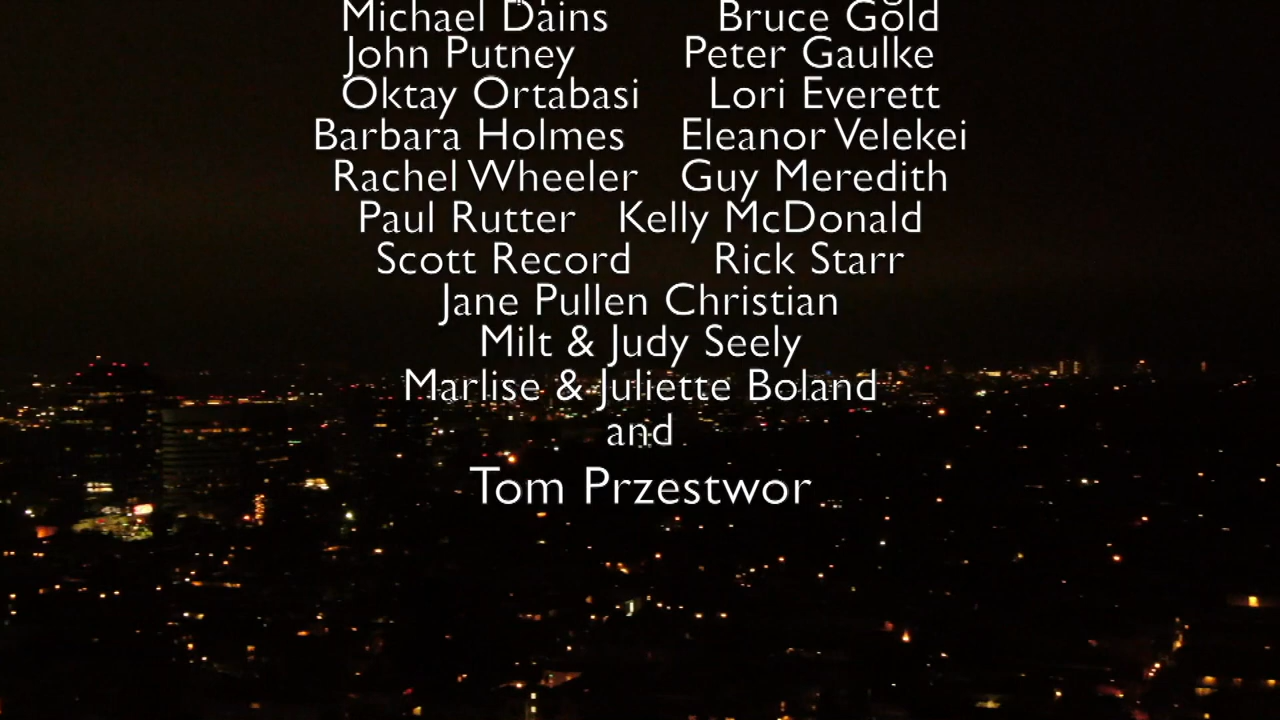 Michael Dains Bruce Gold
John Putney Peter Gaulke
Oktay Ortabasi Lori Everett
Barbara Holmes Eleanor Velekei
Rachel Wheeler Guy Meredith
Paul Rutter Kelly McDonald
Scott Record Rick Starr
Jane Pullen Christian
Milt & Judy Seely
Marlise & Juliette Boland
and
Tom Przestwor